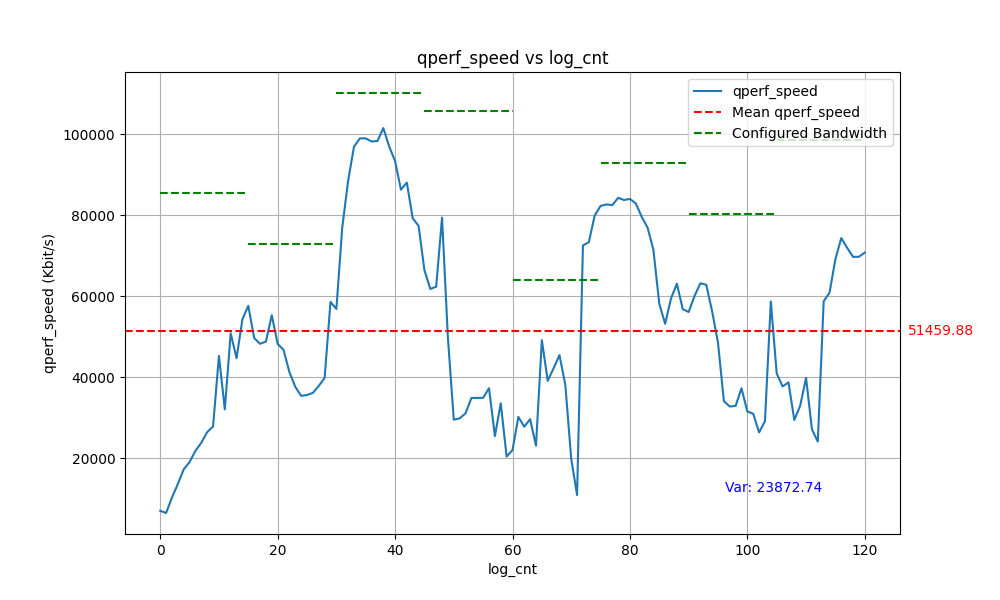 qperf_speed vs log_cnt
qperf_speed
Mean qperf_speed
Configured Bandwidth
qperf_speed (Kbit/s)
100000
80000
60000
40000
20000
51459.88
Var: 23872.74
0 20 40 60 80 100 120
log_cnt